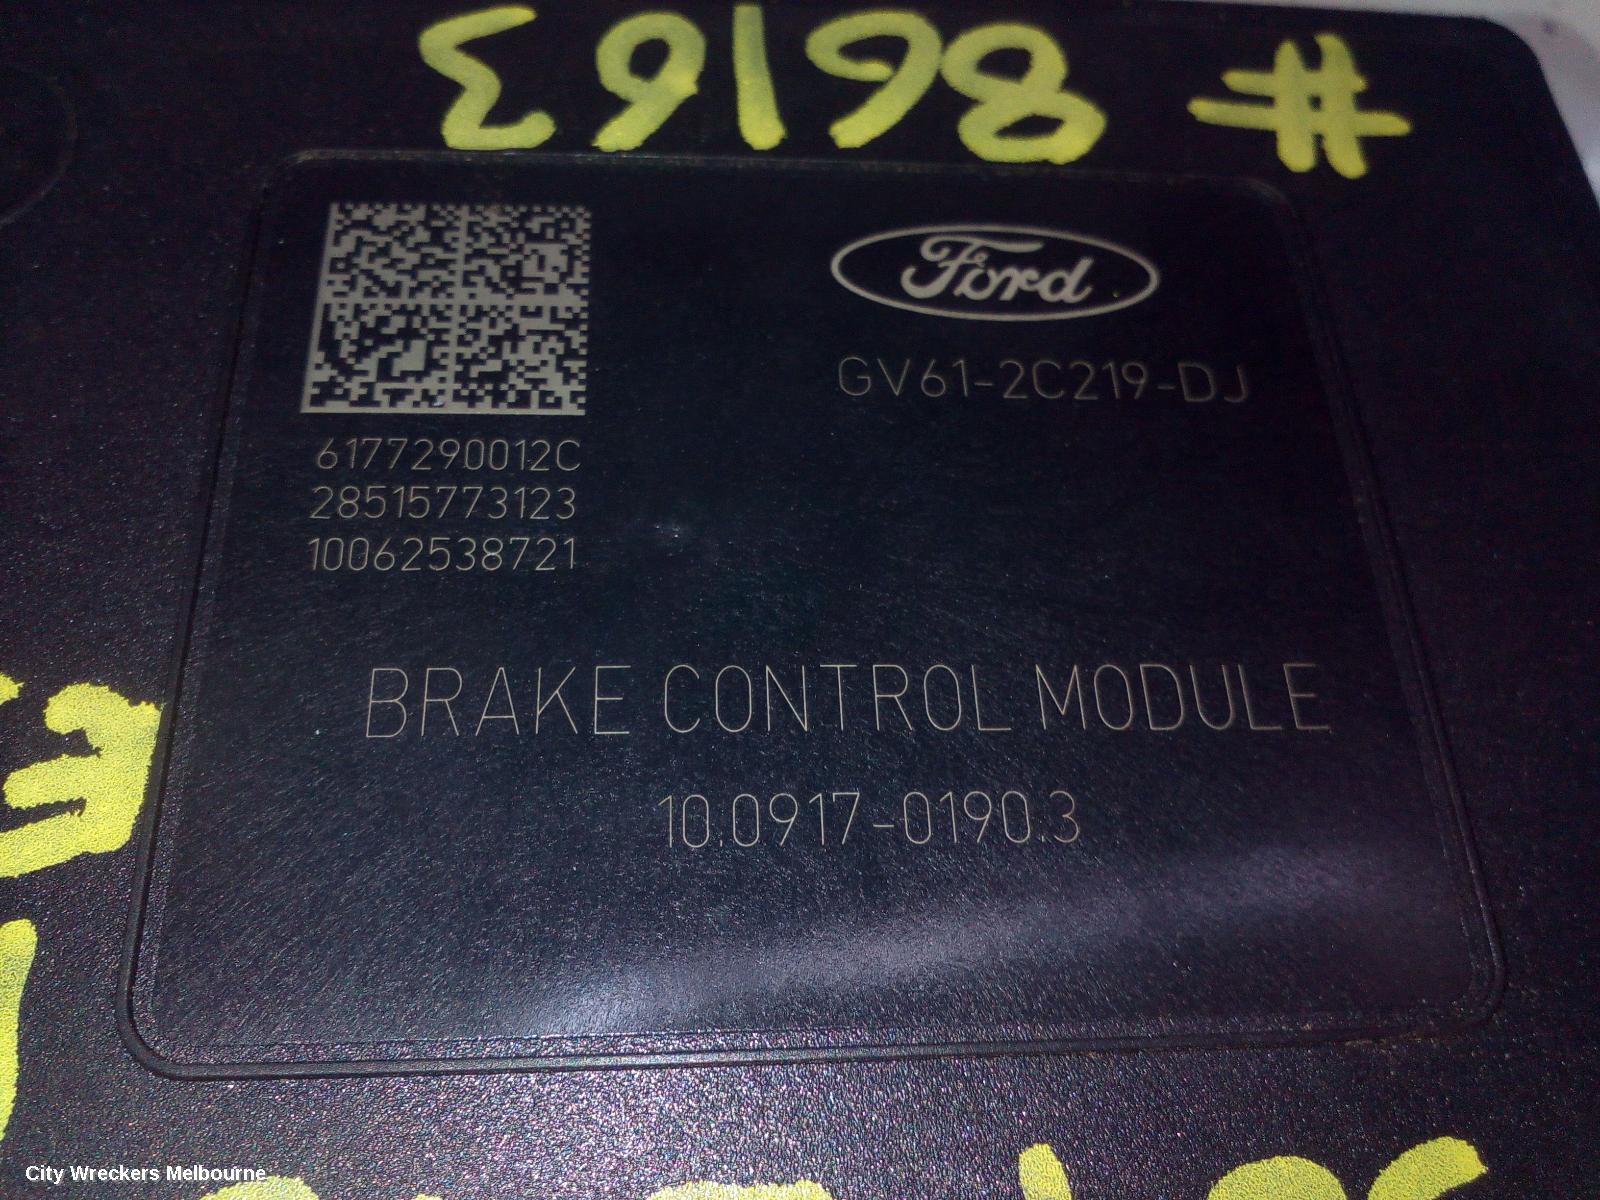 # 86163
Ford
GV61-2C219-DJ
6177290012C
28515773123
10062538721
BRAKE CONTROL MODULE
10.0917-0190.3
City Wreckers Melbourne